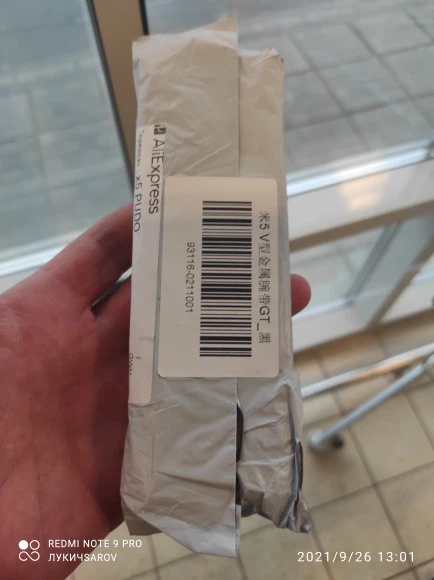 AliExpress
x5 PUDO
米5 V型金属腕带GT_黑
93116-0211001
REDMI NOTE 9 PRO
ЛУКИЧSAROV
2021/9/26 13:01